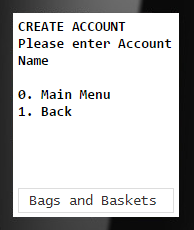 CREATE ACCOUNT
Please enter Account
Name
0. Main Menu
1. Back
Bags and Baskets